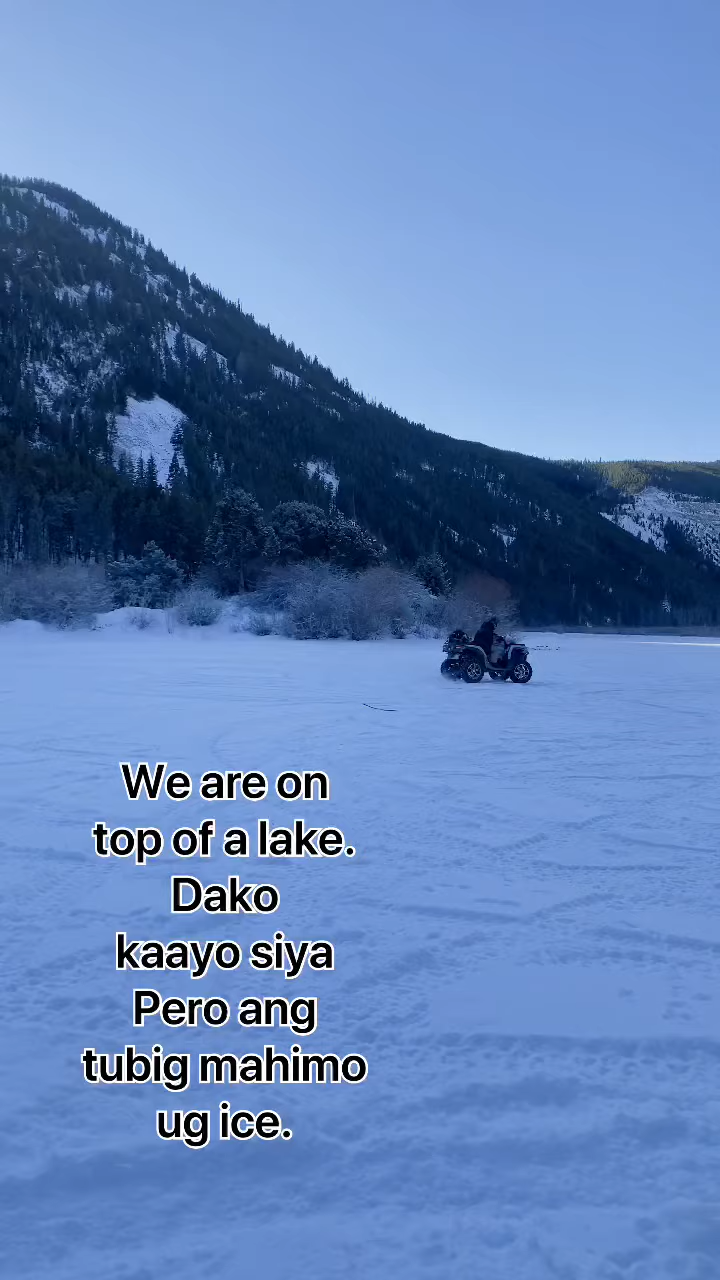 We are on
top of a lake.
Dako
kaayo siya
Pero ang
tubig mahimo
ug ice.